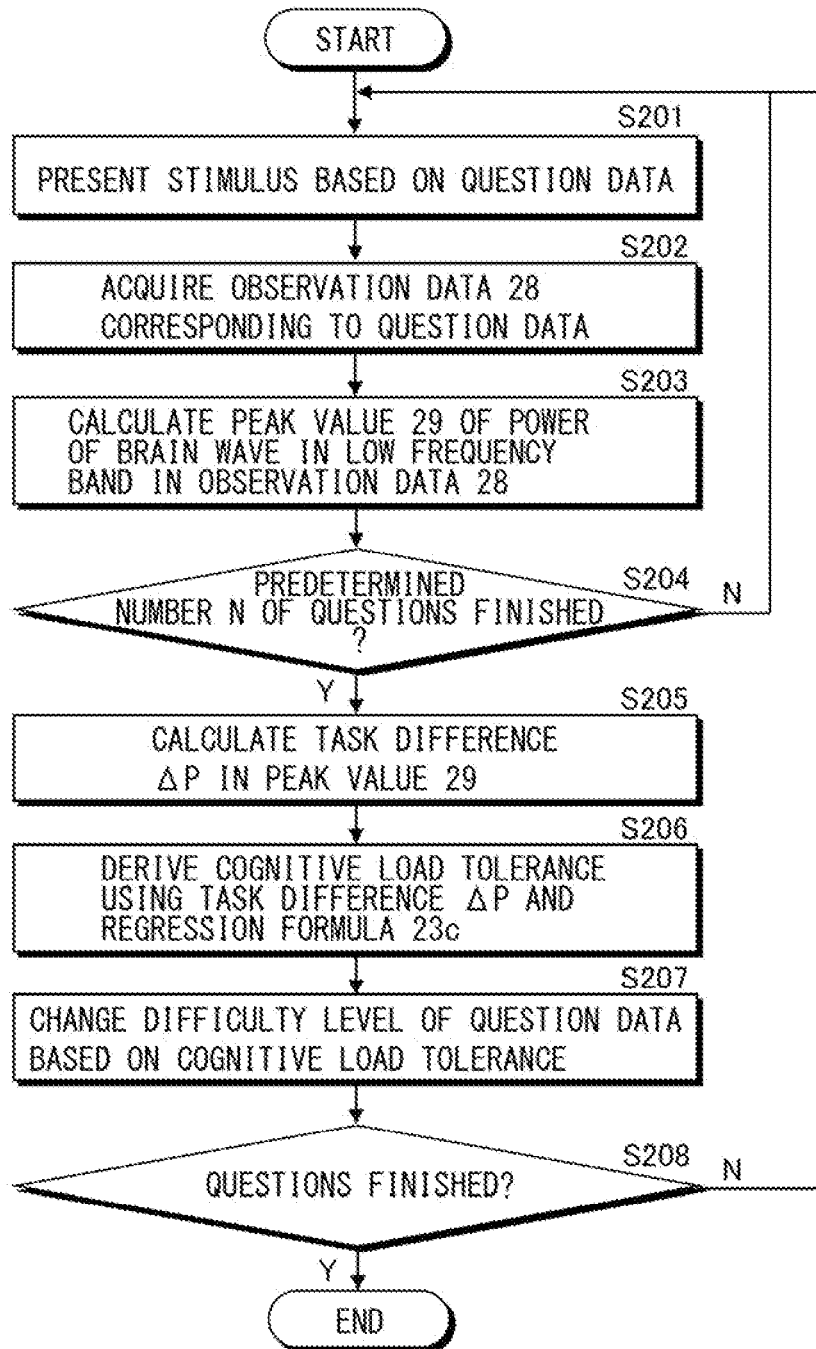 START
S201
PRESENT STIMULUS BASED ON QUESTION DATA
S202
ACQUIRE OBSERVATION DATA 28
CORRESPONDING TO QUESTION DATA
S203
CALCULATE PEAK VALUE 29 OF POWER
OF BRAIN WAVE IN LOW FREQUENCY
BAND IN OBSERVATION DATA 28
S204
PREDETERMINED
NUMBER N OF QUESTIONS FINISHED
?
N
Y
S205
CALCULATE TASK DIFFERENCE
ΔP IN PEAK VALUE 29
S206
DERIVE COGNITIVE LOAD TOLERANCE
USING TASK DIFFERENCE ΔP AND
REGRESSION FORMULA 23c
S207
CHANGE DIFFICULTY LEVEL OF QUESTION DATA
BASED ON COGNITIVE LOAD TOLERANCE
S208
QUESTIONS FINISHED?
N
Y
END